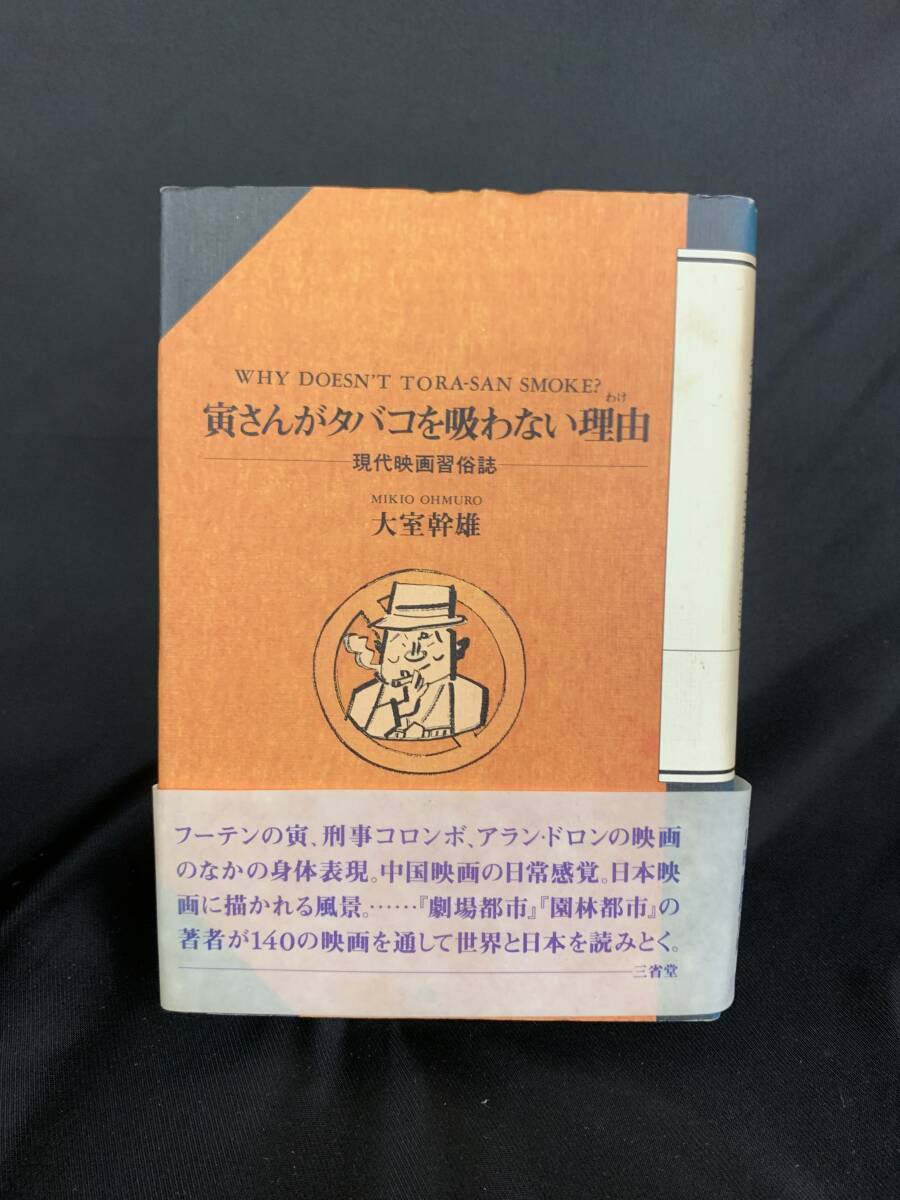 WHY DOESN'T TORA-SAN SMOKE?
わけ
寅さんがタバコを吸わない理由
現代映画習俗誌
MIKIO OHMURO
大室幹雄
フーテンの寅、刑事コロンボ、アラン・ドロンの映画
のなかの身体表現。中国映画の日常感覚。日本映
画に描かれる風景。……『劇場都市』『園林都市』の
著者が140の映画を通して世界と日本を読みとく。
三省堂